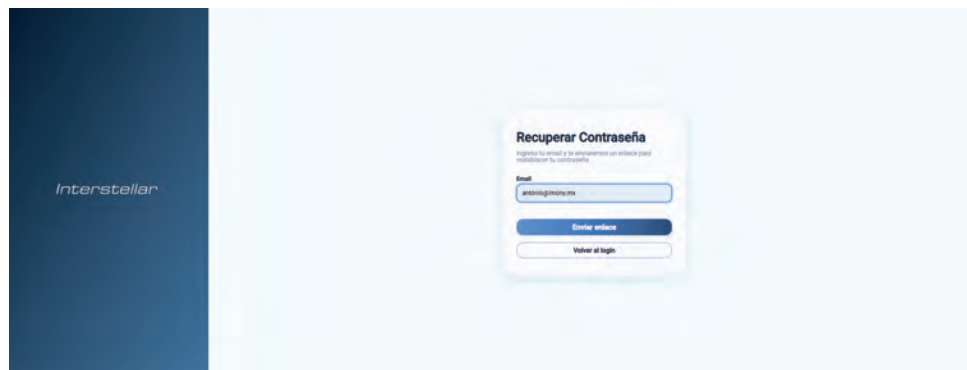 Interstellar
Recuperar Contraseña
Ingresa tu email y te enviaremos un enlace para
restablecer tu contraseña
Email
antonio@imony.mx
Enviar enlace
Volver al login